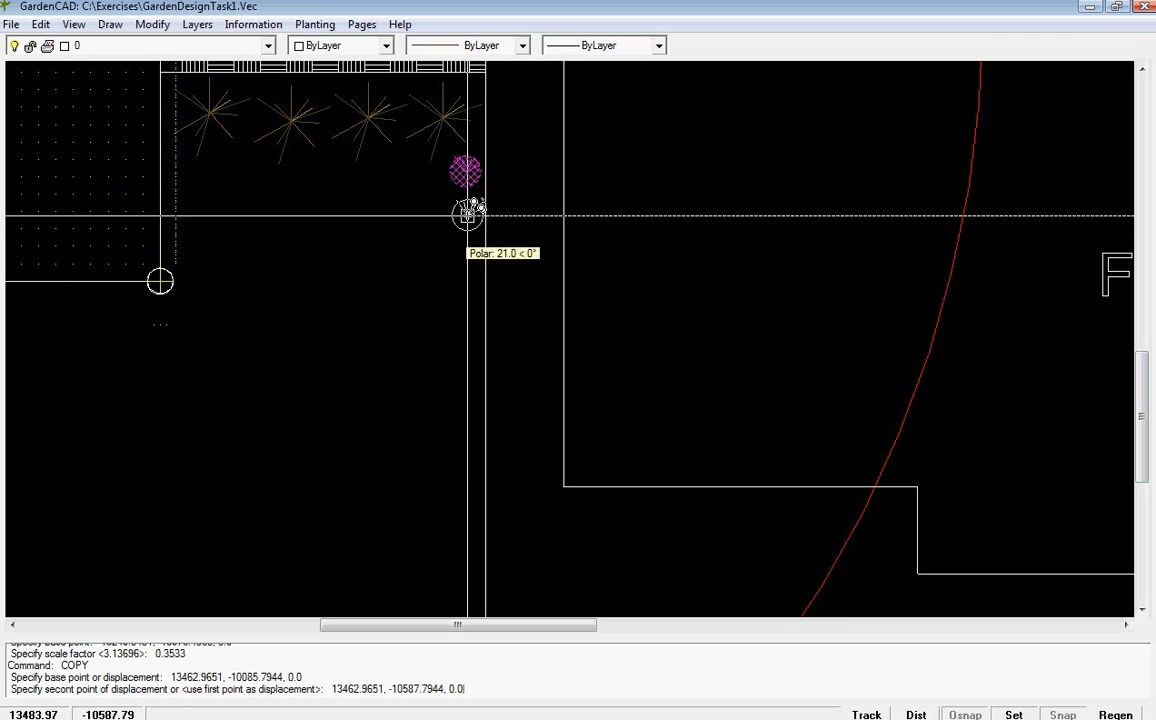 GardenCAD: C:\Exercises\GardenDesignTask1.Vec
File Edit View Draw Modify Layers Information Planting Pages Help
0 ByLayer ByLayer ByLayer
Polar: 21.0 < 0°
F
Specify scale factor <3.13696>: 0.3533
Command: COPY
Specify base point or displacement: 13462.9651, -10085.7944, 0.0
Specify secont point of displacement or <use first point as displacement>: 13462.9651, -10587.7944, 0.0
13483.97 -10587.79 Track Dist Osnap Set Snap Regen